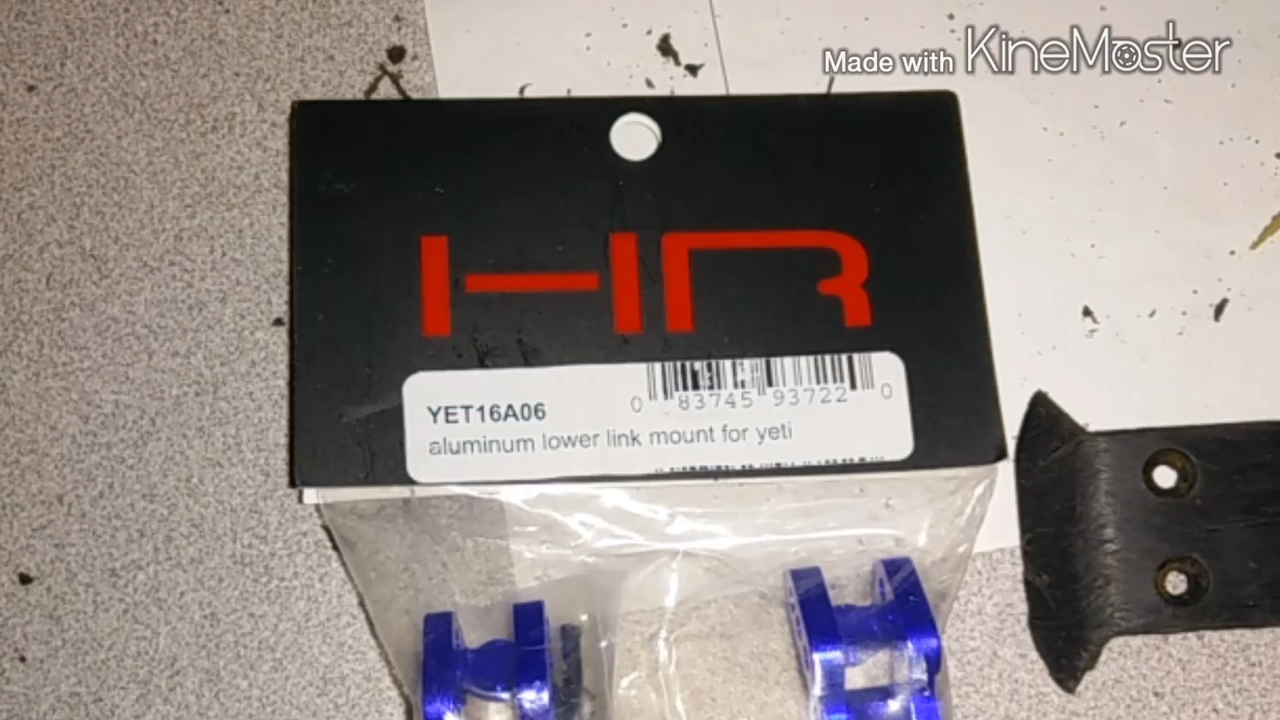 Made with KineMaster
HR
YET16A06
0 83745 93722 0
aluminum lower link mount for yeti